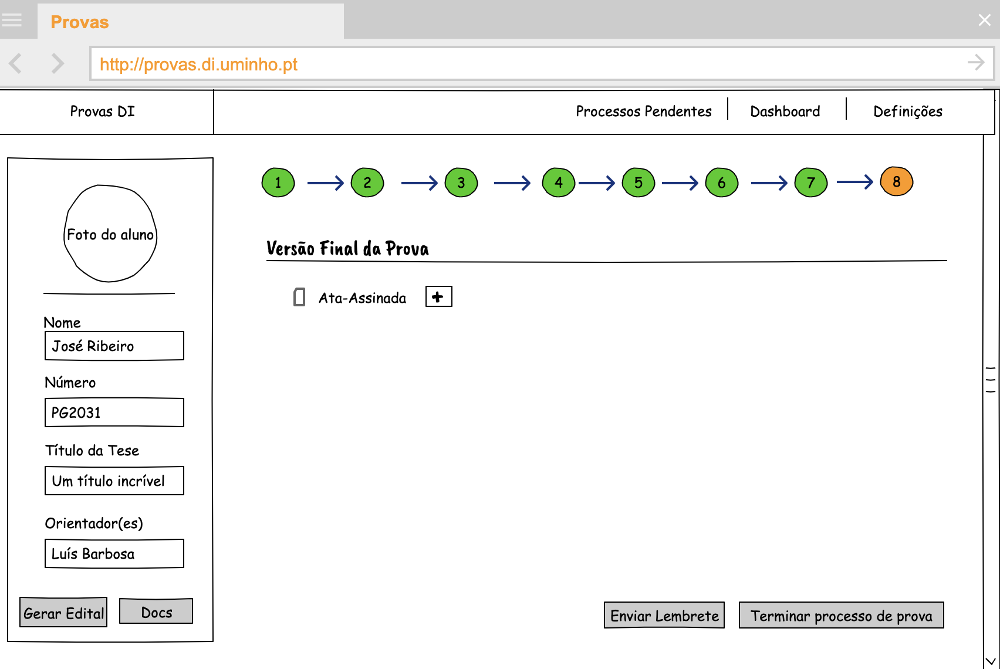 Provas
http://provas.di.uminho.pt
Provas DI
Processos Pendentes
Dashboard
Definições
1
2
3
4
5
6
7
8
Foto do aluno
Nome
José Ribeiro
Número
PG2031
Título da Tese
Um título incrível
Orientador(es)
Luís Barbosa
Gerar Edital
Docs
Versão Final da Prova
Ata-Assinada
+
Enviar Lembrete
Terminar processo de prova